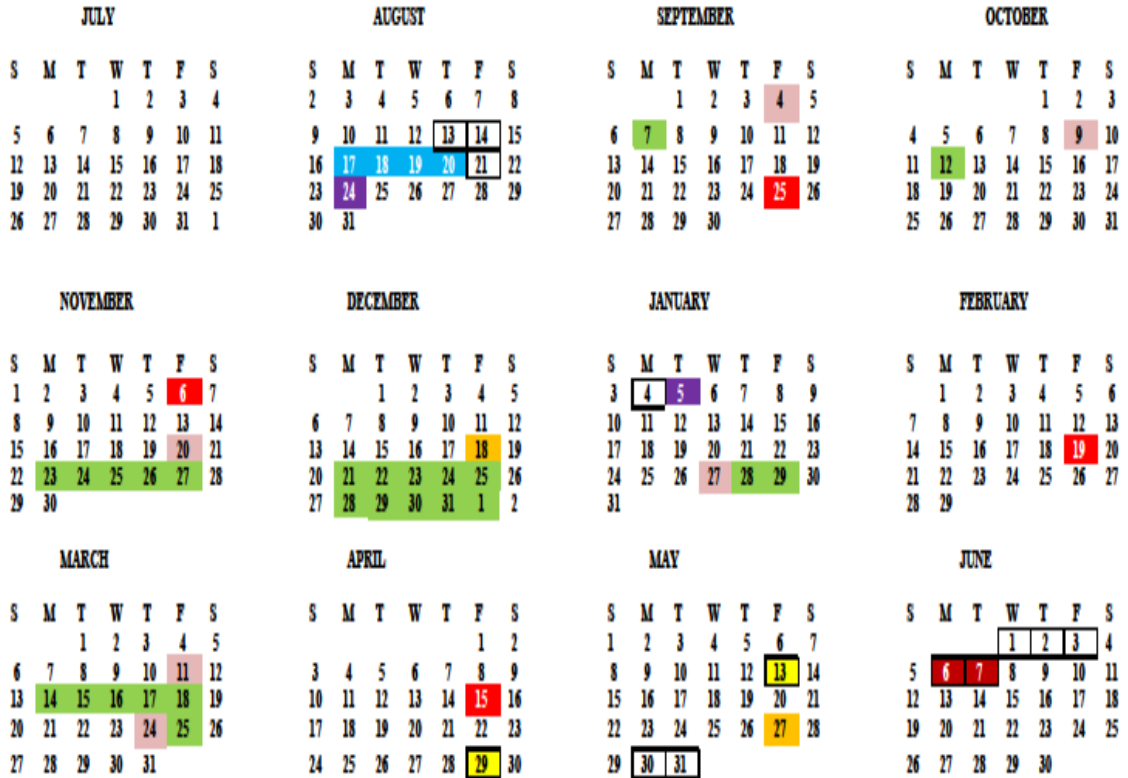 JULY AUGUST SEPTEMBER OCTOBER
S M T W T F S S M T W T F S S M T W T F S S M T W T F S
1 2 3 4 2 3 4 5 6 7 8 1 2 3 4 5 1 2 3
5 6 7 8 9 10 11 9 10 11 12 13 14 15 6 7 8 9 10 11 12 4 5 6 7 8 9 10
12 13 14 15 16 17 18 16 17 18 19 20 21 22 13 14 15 16 17 18 19 11 12 13 14 15 16 17
19 20 21 22 23 24 25 23 24 25 26 27 28 29 20 21 22 23 24 25 26 18 19 20 21 22 23 24
26 27 28 29 30 31 1 30 31 27 28 29 30 25 26 27 28 29 30 31
NOVEMBER DECEMBER JANUARY FEBRUARY
S M T W T F S S M T W T F S S M T W T F S S M T W T F S
1 2 3 4 5 6 7 1 2 3 4 5 3 4 5 6 7 8 9 1 2 3 4 5 6
8 9 10 11 12 13 14 6 7 8 9 10 11 12 10 11 12 13 14 15 16 7 8 9 10 11 12 13
15 16 17 18 19 20 21 13 14 15 16 17 18 19 17 18 19 20 21 22 23 14 15 16 17 18 19 20
22 23 24 25 26 27 28 20 21 22 23 24 25 26 24 25 26 27 28 29 30 21 22 23 24 25 26 27
29 30 27 28 29 30 31 1 2 31 28 29
MARCH APRIL MAY JUNE
S M T W T F S S M T W T F S S M T W T F S S M T W T F S
1 2 3 4 5 1 2 1 2 3 4 5 6 7 1 2 3 4
6 7 8 9 10 11 12 3 4 5 6 7 8 9 8 9 10 11 12 13 14 5 6 7 8 9 10 11
13 14 15 16 17 18 19 10 11 12 13 14 15 16 15 16 17 18 19 20 21 12 13 14 15 16 17 18
20 21 22 23 24 25 26 17 18 19 20 21 22 23 22 23 24 25 26 27 28 19 20 21 22 23 24 25
27 28 29 30 31 24 25 26 27 28 29 30 29 30 31 26 27 28 29 30